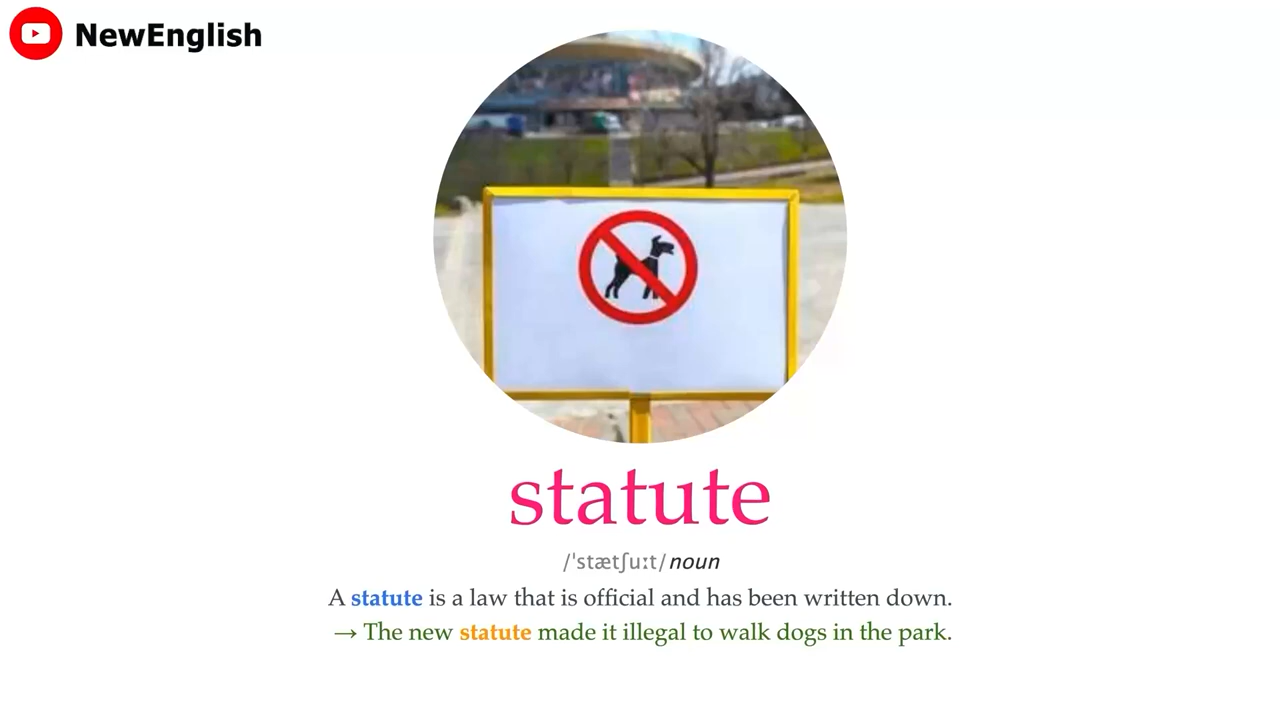 NewEnglish
statute
/ˈstætʃuːt/ noun
A statute is a law that is official and has been written down.
→ The new statute made it illegal to walk dogs in the park.